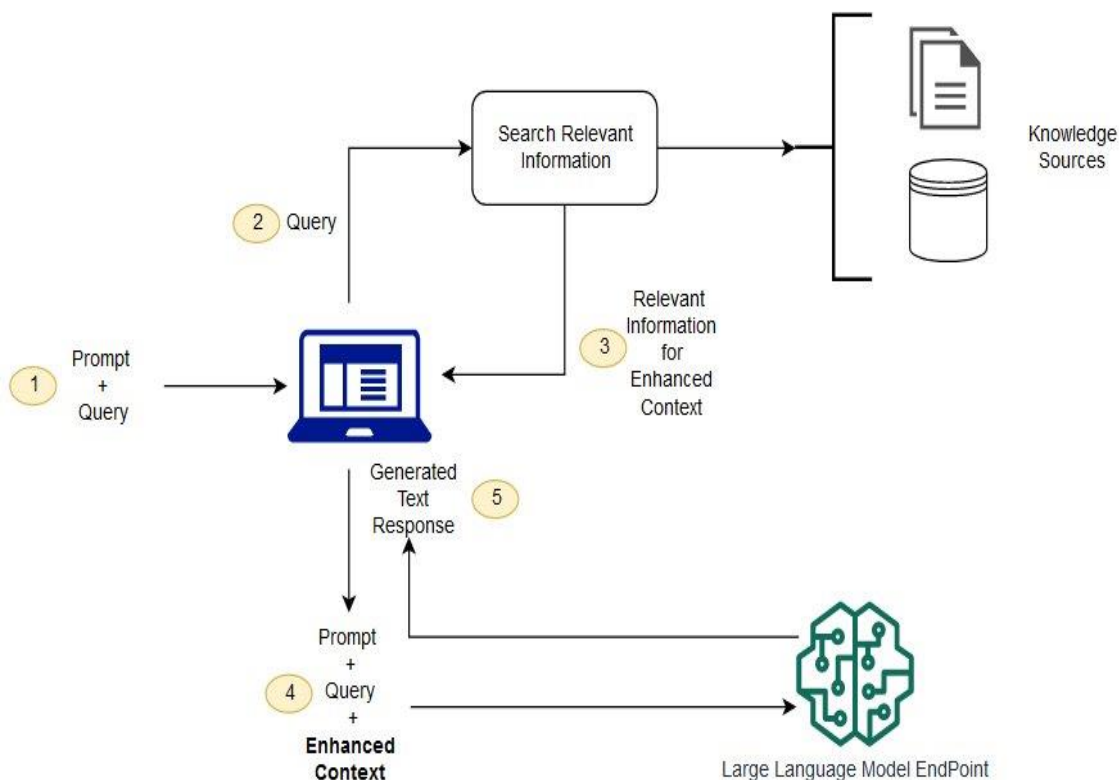 Search Relevant
Information
Knowledge
Sources
2
Query
Relevant
Information
for
Enhanced
Context
3
1
Prompt
+
Query
Generated
Text
Response
5
Prompt
+
Query
+
Enhanced
Context
4
Large Language Model EndPoint